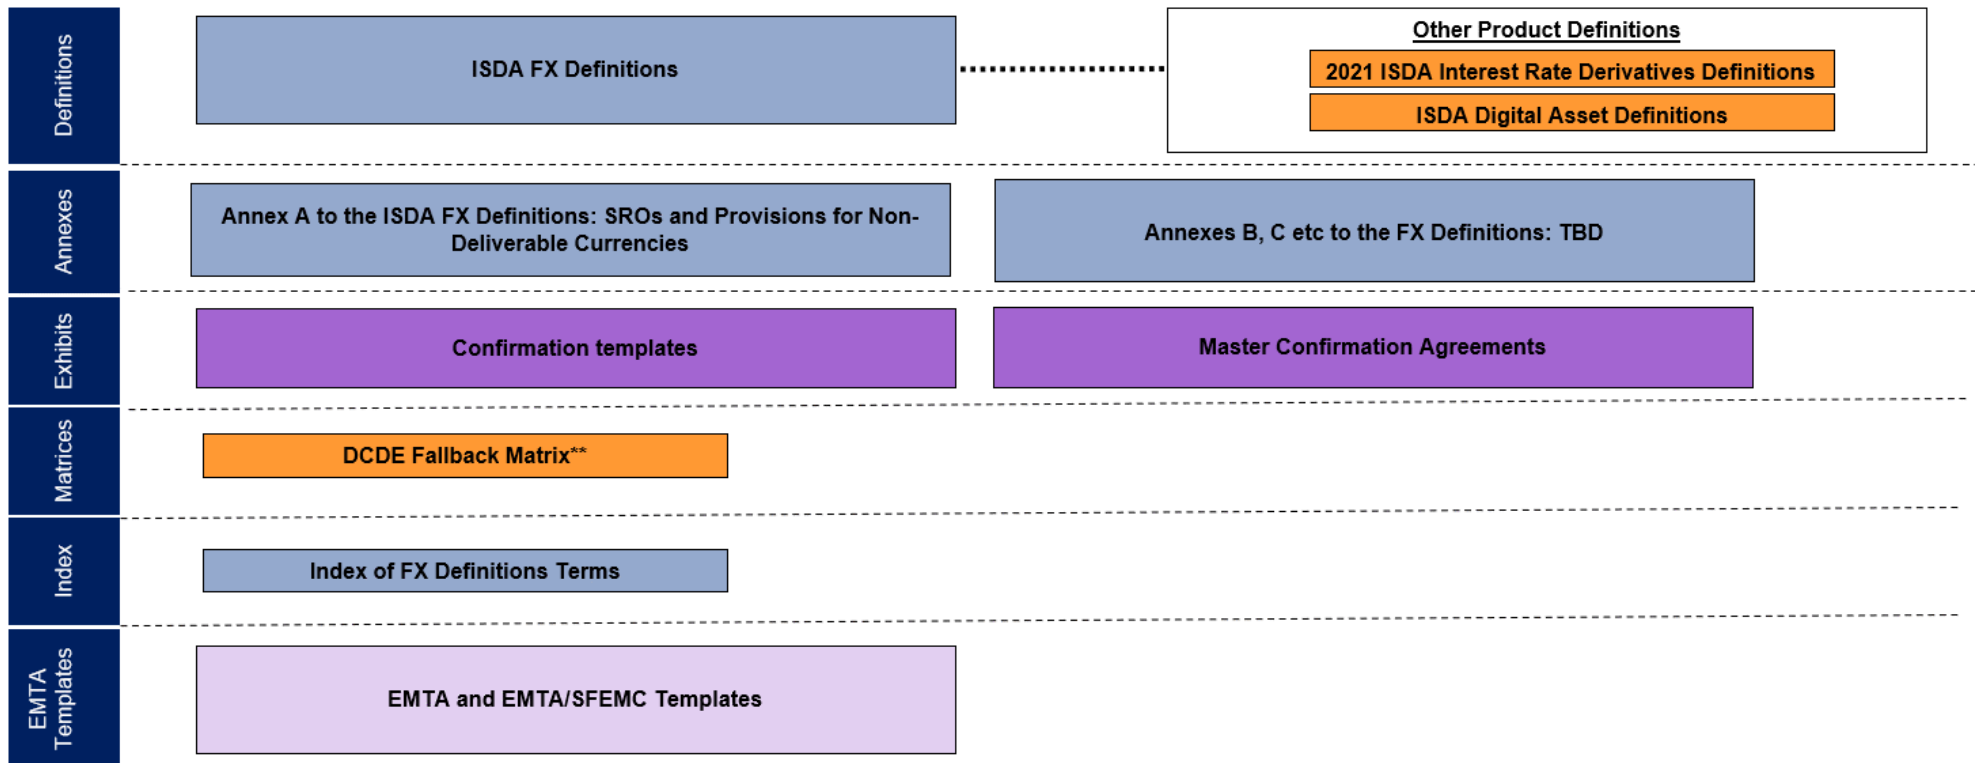 Definitions
ISDA FX Definitions
Other Product Definitions
2021 ISDA Interest Rate Derivatives Definitions
ISDA Digital Asset Definitions
Annexes
Annex A to the ISDA FX Definitions: SROs and Provisions for Non-
Deliverable Currencies
Annexes B, C etc to the FX Definitions: TBD
Exhibits
Confirmation templates
Master Confirmation Agreements
Matrices
DCDE Fallback Matrix**
Index
Index of FX Definitions Terms
EMTA
Templates
EMTA and EMTA/SFEMC Templates